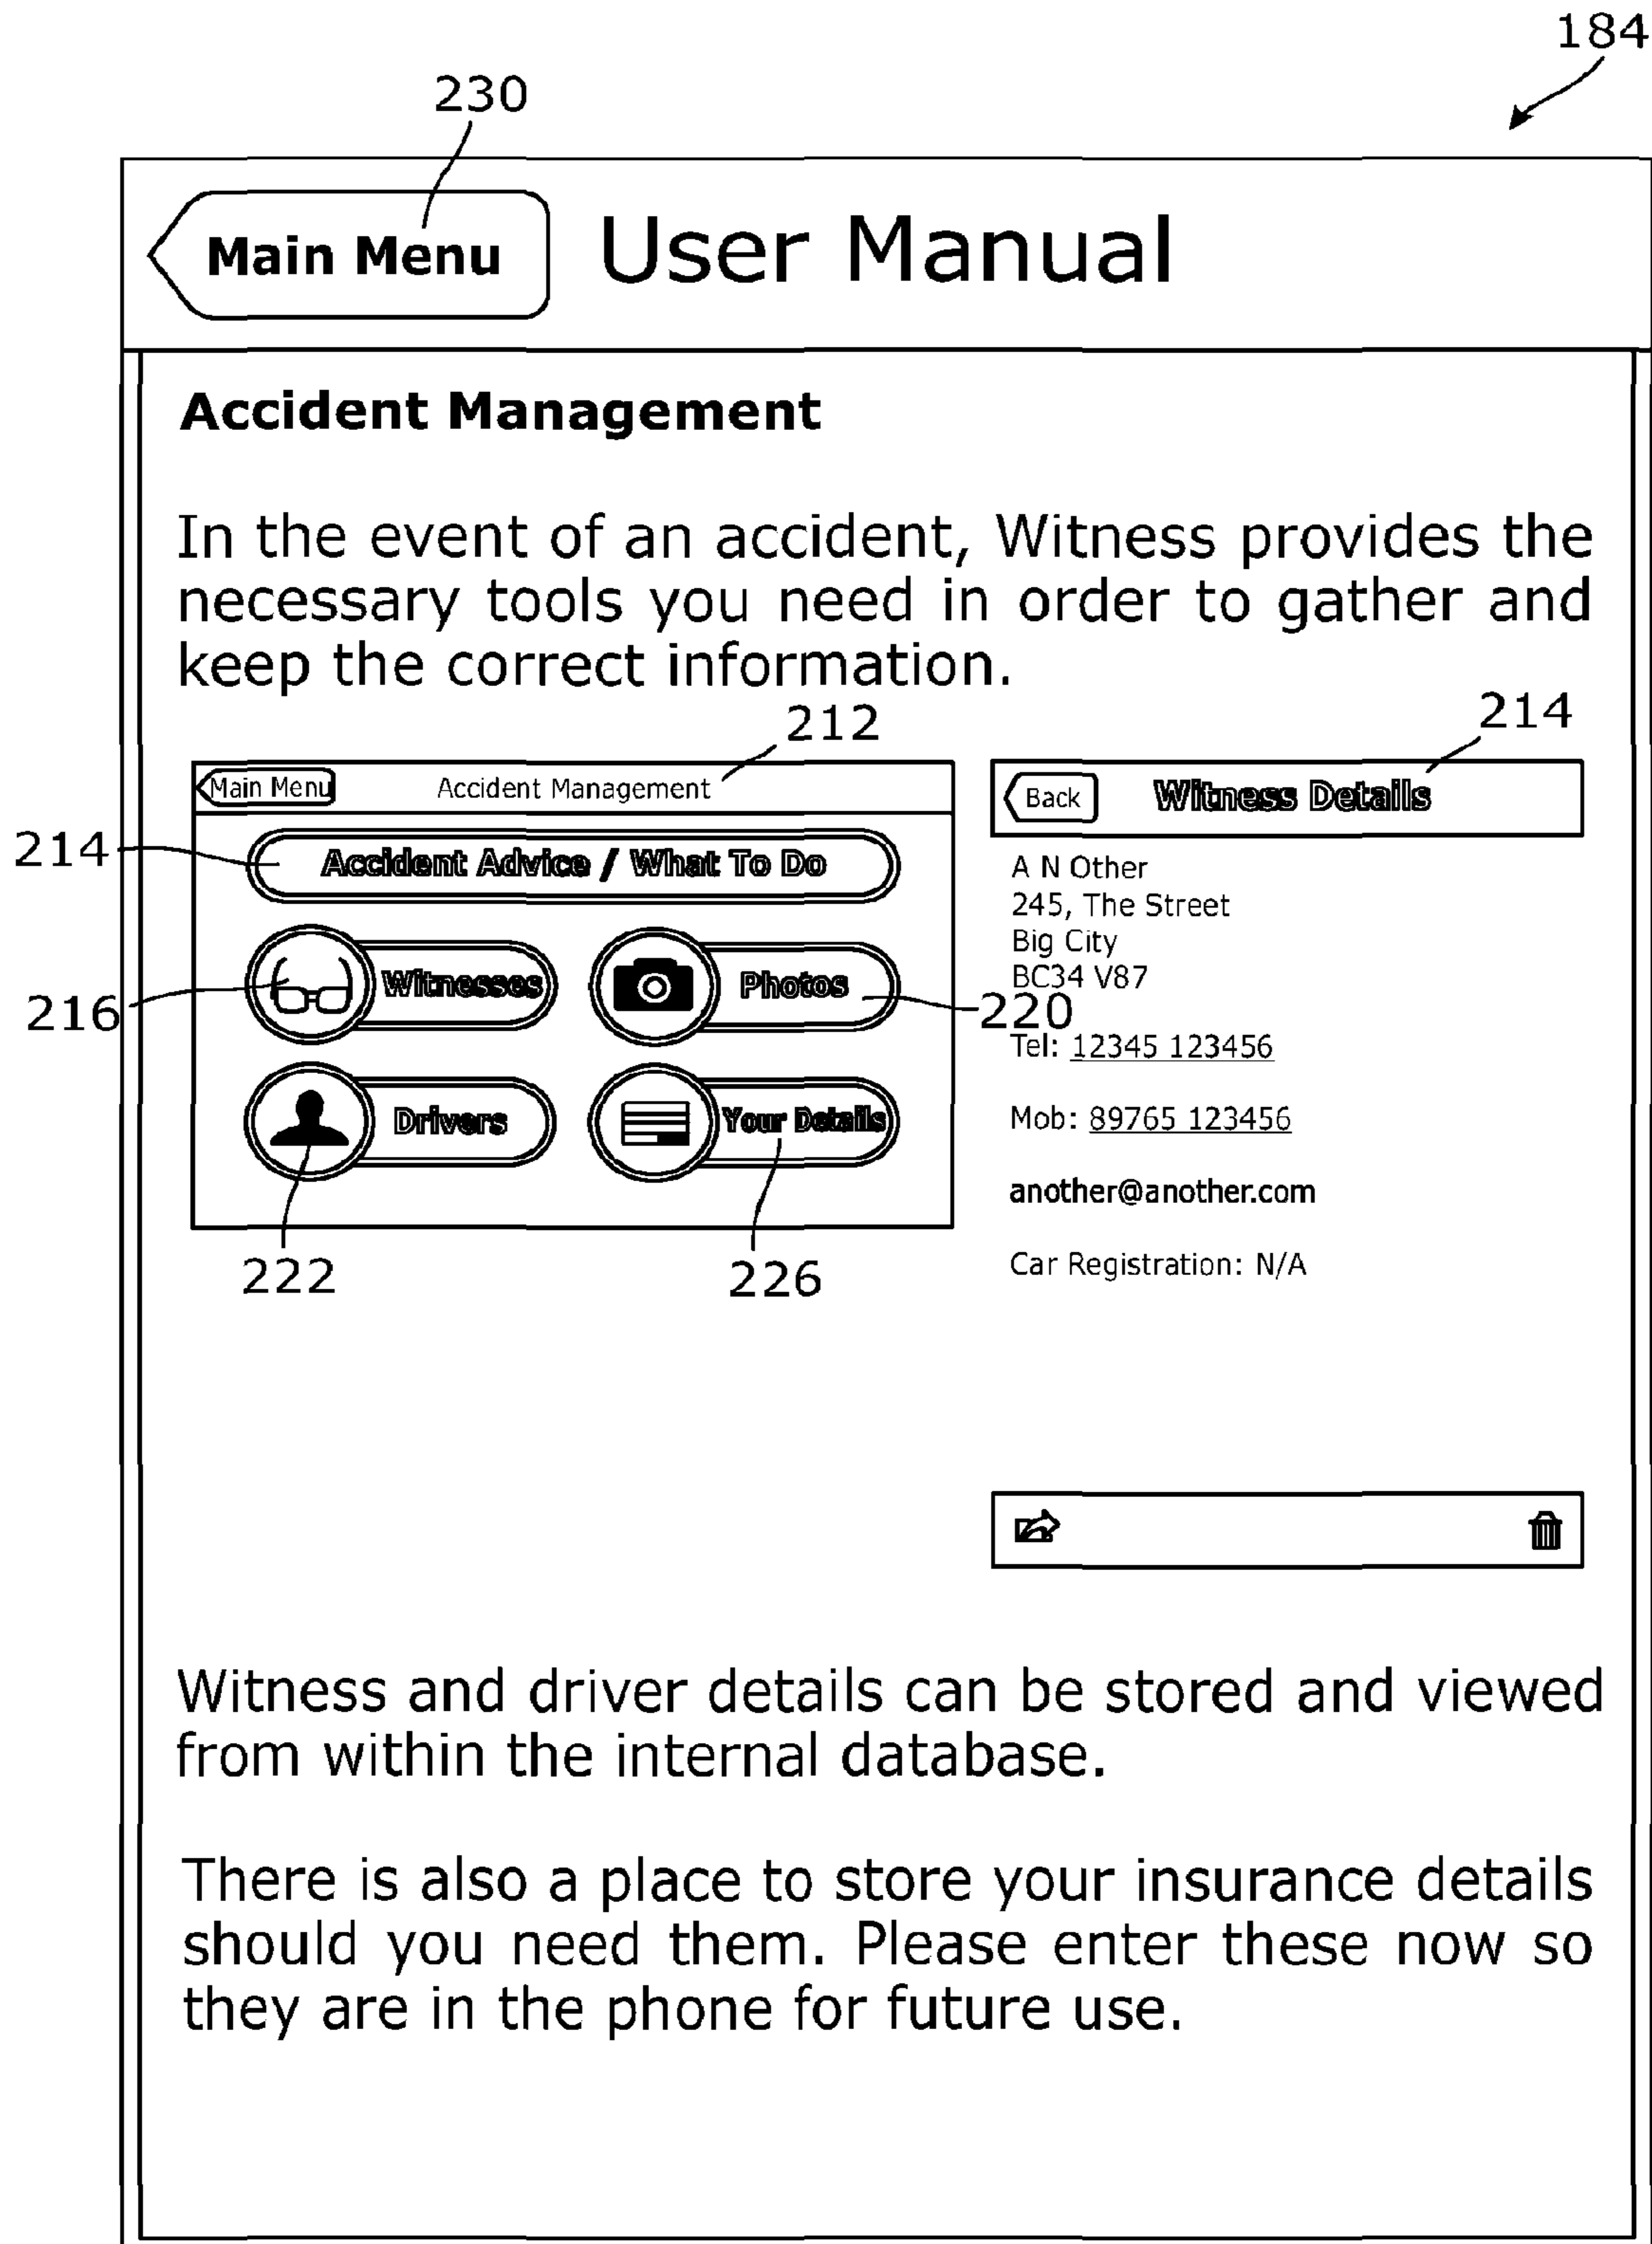 184
230
Main Menu User Manual
Accident Management
In the event of an accident, Witness provides the
necessary tools you need in order to gather and
keep the correct information.
212
214
Main Menu Accident Management
Back Witness Details
214
Accident Advice / What To Do
Witnesses Photos
216
220
Drivers Your Details
222
226
A N Other
245, The Street
Big City
BC34 V87
Tel: 12345 123456
Mob: 89765 123456
another@another.com
Car Registration: N/A
Witness and driver details can be stored and viewed
from within the internal database.
There is also a place to store your insurance details
should you need them. Please enter these now so
they are in the phone for future use.